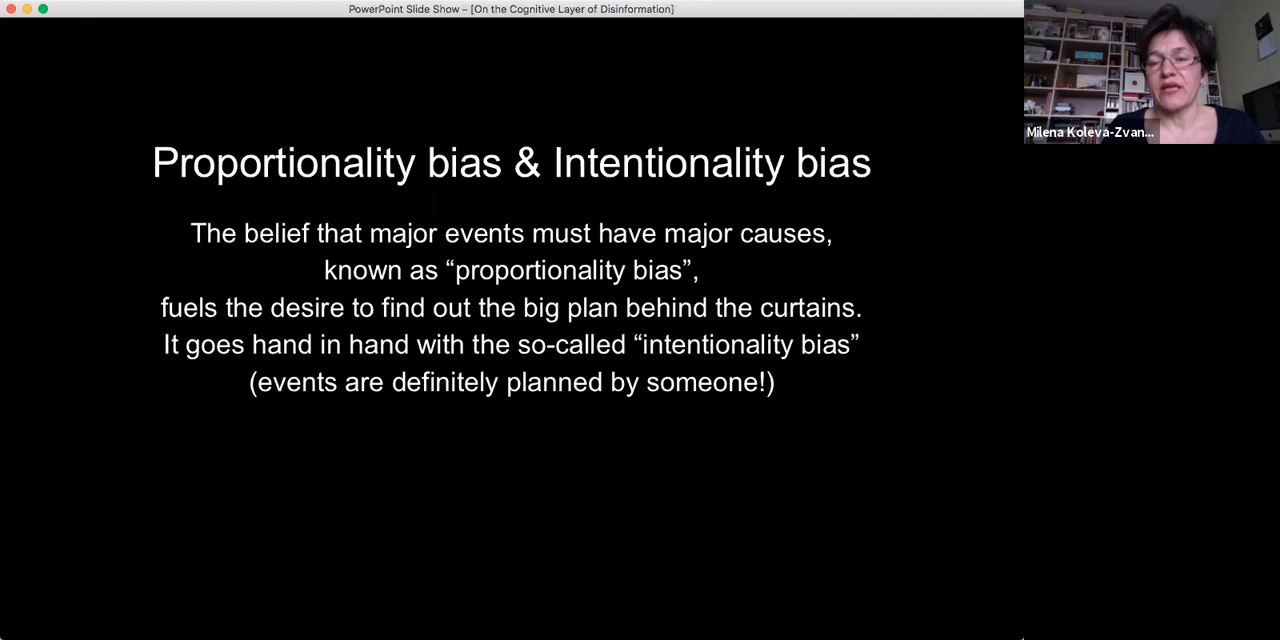 PowerPoint Slide Show – [On the Cognitive Layer of Disinformation]
Milena Koleva-Zvan...
Proportionality bias & Intentionality bias
The belief that major events must have major causes,
known as “proportionality bias”,
fuels the desire to find out the big plan behind the curtains.
It goes hand in hand with the so-called “intentionality bias”
(events are definitely planned by someone!)